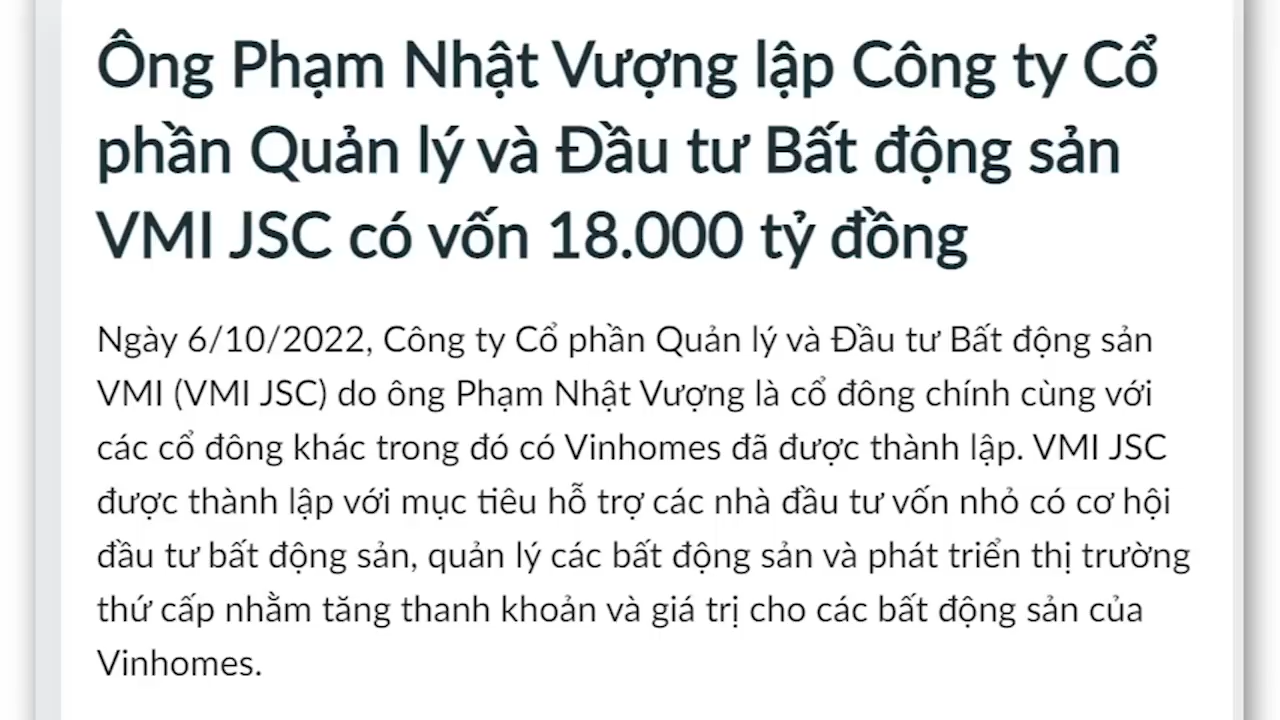 Ông Phạm Nhật Vượng lập Công ty Cổ
phần Quản lý và Đầu tư Bất động sản
VMI JSC có vốn 18.000 tỷ đồng
Ngày 6/10/2022, Công ty Cổ phần Quản lý và Đầu tư Bất động sản
VMI (VMI JSC) do ông Phạm Nhật Vượng là cổ đông chính cùng với
các cổ đông khác trong đó có Vinhomes đã được thành lập. VMI JSC
được thành lập với mục tiêu hỗ trợ các nhà đầu tư vốn nhỏ có cơ hội
đầu tư bất động sản, quản lý các bất động sản và phát triển thị trường
thứ cấp nhằm tăng thanh khoản và giá trị cho các bất động sản của
Vinhomes.